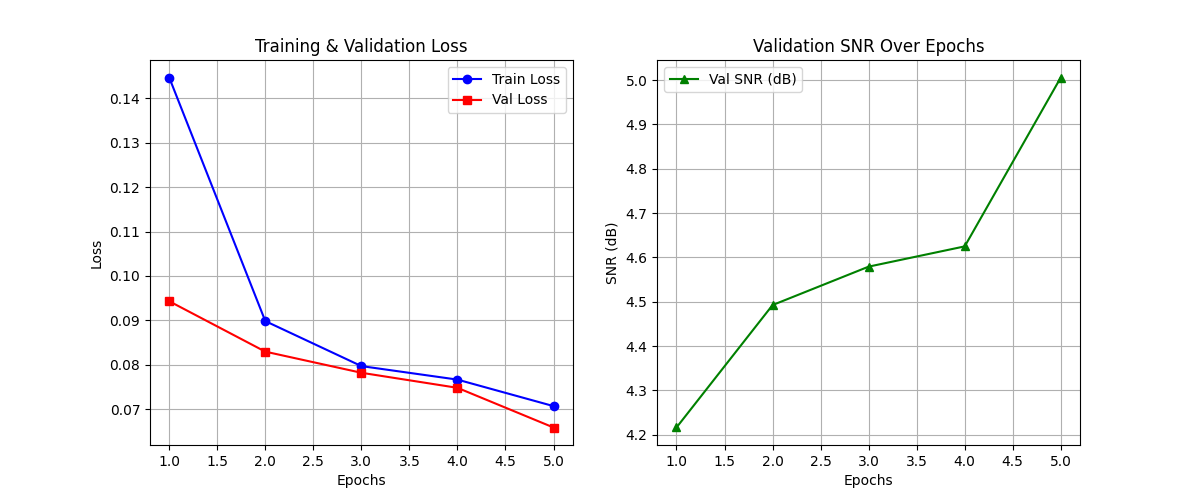 Training & Validation Loss
Train Loss
Val Loss
0.14
0.13
0.12
0.11
0.10
0.09
0.08
0.07
Loss
1.0 1.5 2.0 2.5 3.0 3.5 4.0 4.5 5.0
Epochs
Validation SNR Over Epochs
Val SNR (dB)
5.0
4.9
4.8
4.7
4.6
4.5
4.4
4.3
4.2
SNR (dB)
1.0 1.5 2.0 2.5 3.0 3.5 4.0 4.5 5.0
Epochs